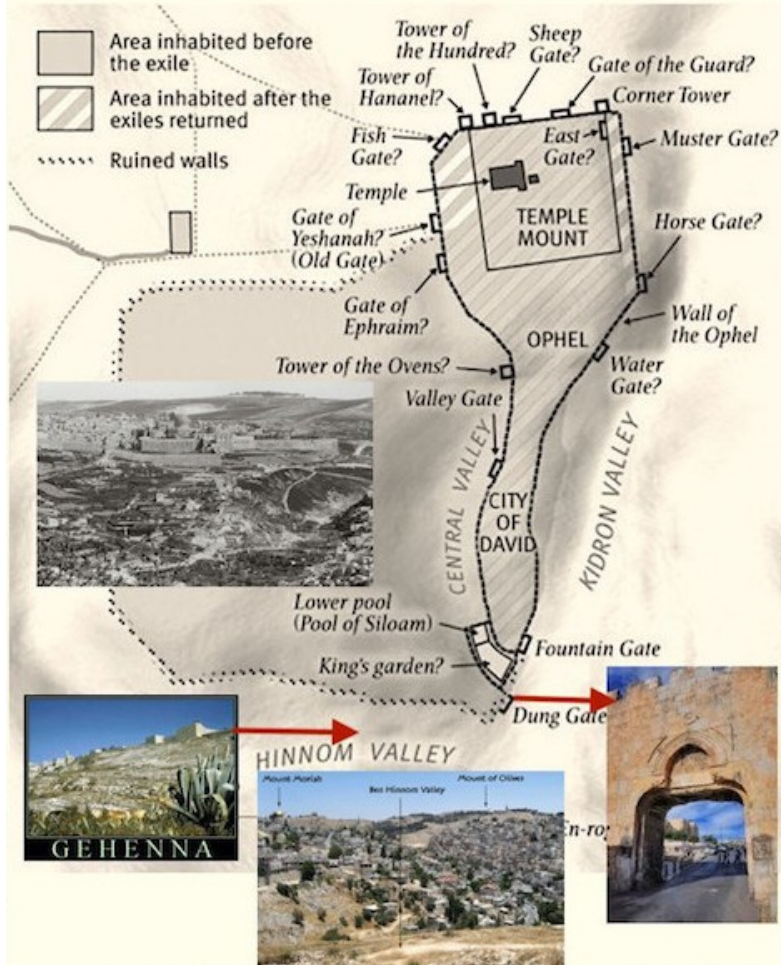 Area inhabited before
the exile
Area inhabited after the
exiles returned
Ruined walls
Tower of
the Hundred?
Sheep
Gate?
Tower of
Hananel?
Gate of the Guard?
Corner Tower
Fish
Gate?
East
Gate?
Muster Gate?
Temple
TEMPLE
MOUNT
Gate of
Yeshanah?
(Old Gate)
Horse Gate?
Gate of
Ephraim?
Wall of
the Ophel
OPHEL
Tower of the Ovens?
Water
Gate?
Valley Gate
CENTRAL VALLEY
KIDRON VALLEY
CITY
OF
DAVID
Lower pool
(Pool of Siloam)
King's garden?
Fountain Gate
Dung Gate
HINNOM VALLEY
Mount Moriah
Ben Hinnom Valley
Mount of Olives
GEHENNA